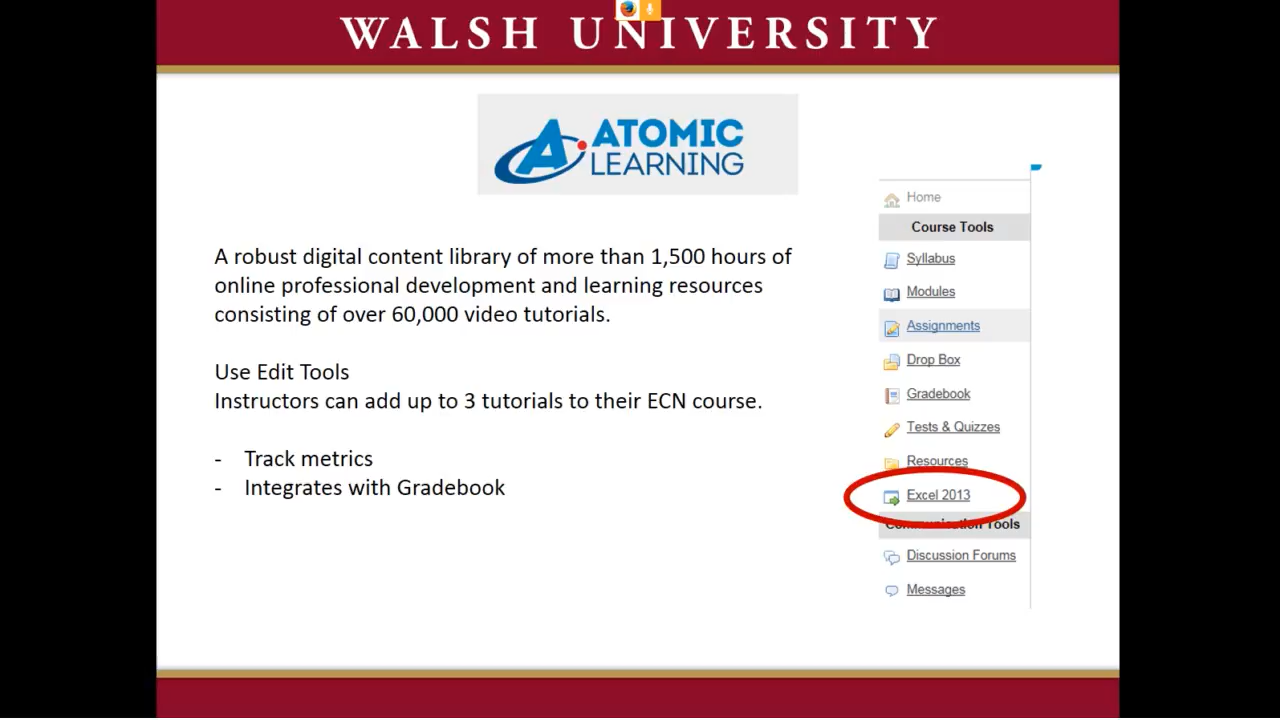 WALSH UNIVERSITY
ATOMIC
LEARNING
A robust digital content library of more than 1,500 hours of
online professional development and learning resources
consisting of over 60,000 video tutorials.
Use Edit Tools
Instructors can add up to 3 tutorials to their ECN course.
- Track metrics
- Integrates with Gradebook
Home
Course Tools
Syllabus
Modules
Assignments
Drop Box
Gradebook
Tests & Quizzes
Resources
Excel 2013
Communication Tools
Discussion Forums
Messages